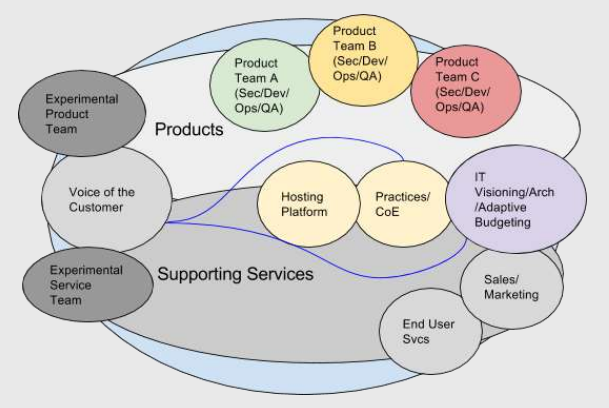 Product
Team B
(Sec/Dev/
Ops/QA)
Product
Team A
(Sec/Dev/
Ops/QA)
Product
Team C
(Sec/Dev/
Ops/QA)
Experimental
Product
Team
Products
Voice of the
Customer
Hosting
Platform
Practices/
CoE
IT
Visioning/Arch
/Adaptive
Budgeting
Experimental
Service
Team
Supporting Services
Sales/
Marketing
End User
Svcs